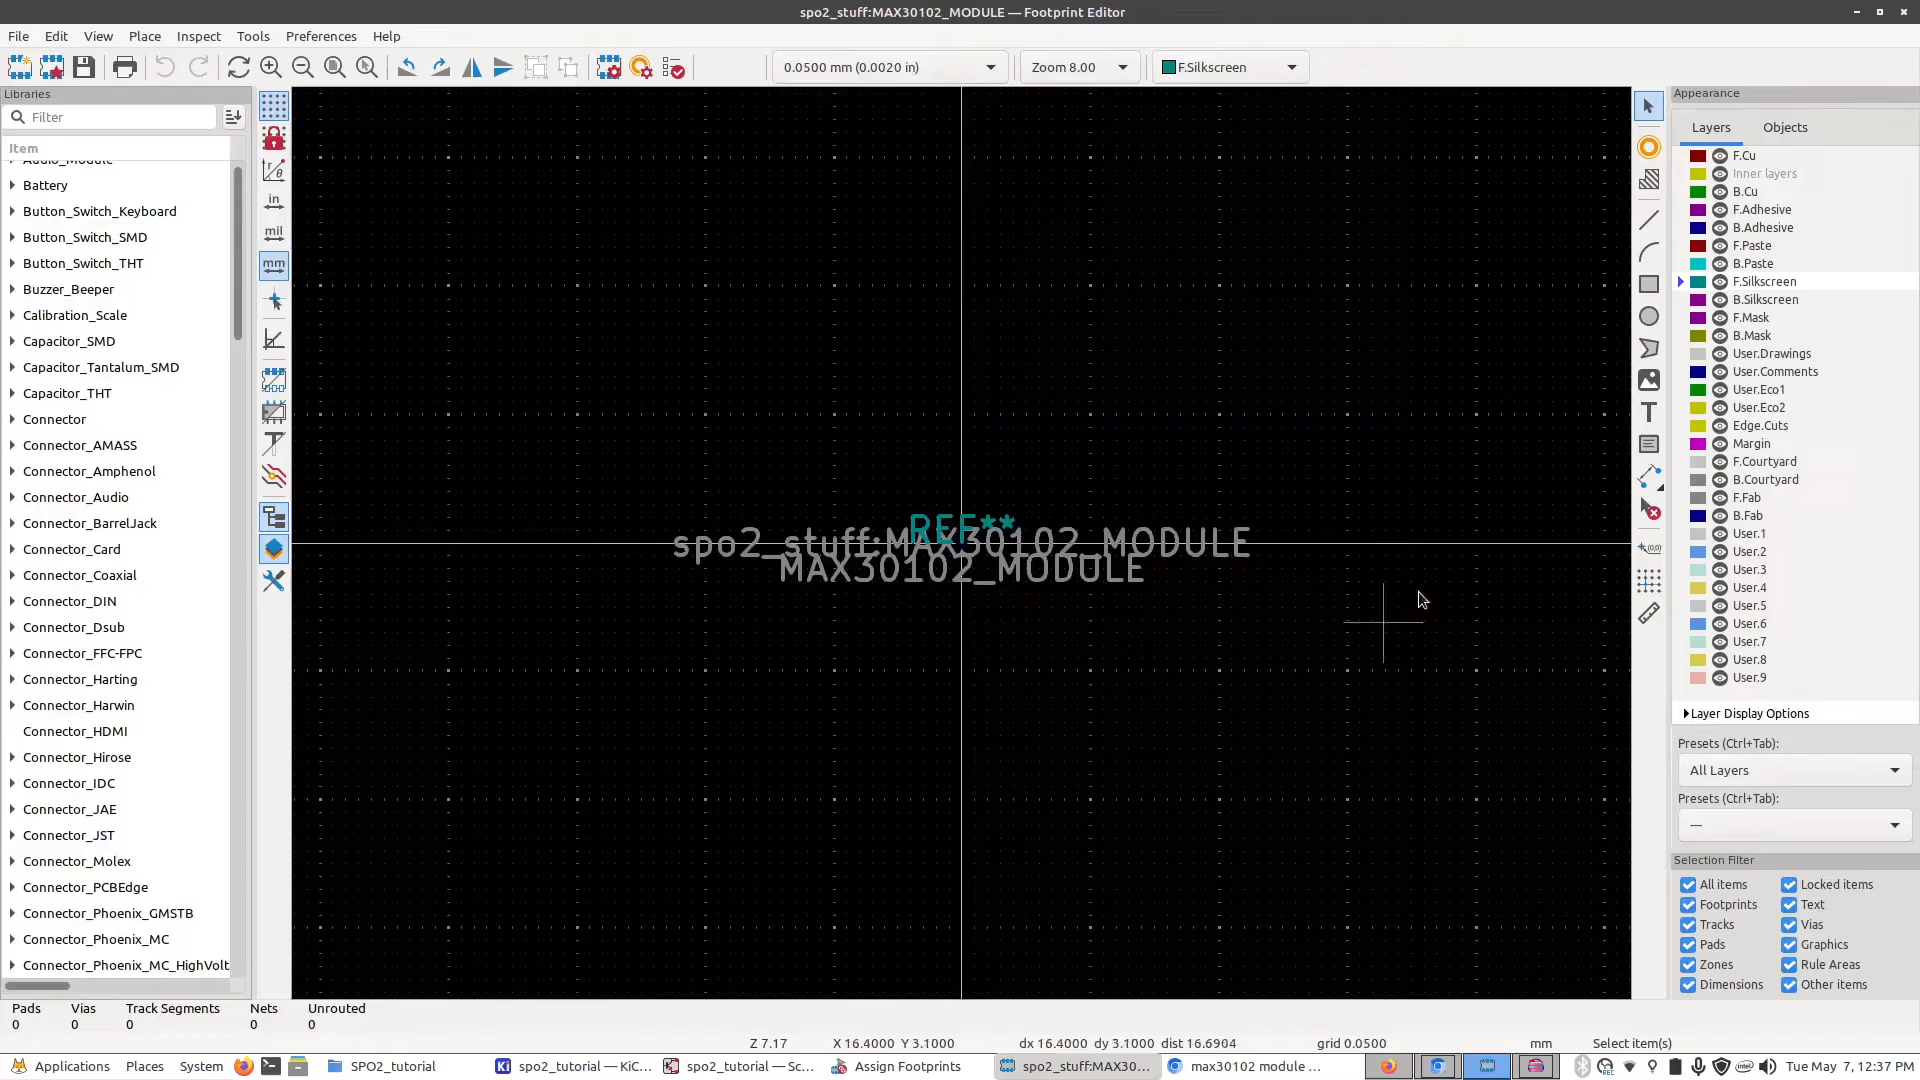 spo2_stuff:MAX30102_MODULE — Footprint Editor
File Edit View Place Inspect Tools Preferences Help
0.0500 mm (0.0020 in)
Zoom 8.00
F.Silkscreen
Libraries
Filter
Item
Audio_Module
Battery
Button_Switch_Keyboard
Button_Switch_SMD
Button_Switch_THT
Buzzer_Beeper
Calibration_Scale
Capacitor_SMD
Capacitor_Tantalum_SMD
Capacitor_THT
Connector
Connector_AMASS
Connector_Amphenol
Connector_Audio
Connector_BarrelJack
Connector_Card
Connector_Coaxial
Connector_DIN
Connector_Dsub
Connector_FFC-FPC
Connector_Harting
Connector_Harwin
Connector_HDMI
Connector_Hirose
Connector_IDC
Connector_JAE
Connector_JST
Connector_Molex
Connector_PCBEdge
Connector_Phoenix_GMSTB
Connector_Phoenix_MC
Connector_Phoenix_MC_HighVolt
in
mil
mm
REF**
spo2_stuff:MAX30102_MODULE
MAX30102_MODULE
Appearance
Layers Objects
F.Cu
Inner layers
B.Cu
F.Adhesive
B.Adhesive
F.Paste
B.Paste
F.Silkscreen
B.Silkscreen
F.Mask
B.Mask
User.Drawings
User.Comments
User.Eco1
User.Eco2
Edge.Cuts
Margin
F.Courtyard
B.Courtyard
F.Fab
B.Fab
User.1
User.2
User.3
User.4
User.5
User.6
User.7
User.8
User.9
Layer Display Options
Presets (Ctrl+Tab):
All Layers
Presets (Ctrl+Tab):
---
Selection Filter
All items Locked items
Footprints Text
Tracks Vias
Pads Graphics
Zones Rule Areas
Dimensions Other items
Pads Vias Track Segments Nets Unrouted
0 0 0 0 0
Z 7.17 X 16.4000 Y 3.1000 dx 16.4000 dy 3.1000 dist 16.6904 grid 0.0500 mm Select item(s)
Applications Places System SPO2_tutorial spo2_tutorial — KiC... spo2_tutorial — Sc... Assign Footprints spo2_stuff:MAX30... max30102 module ... Tue May 7, 12:37 PM